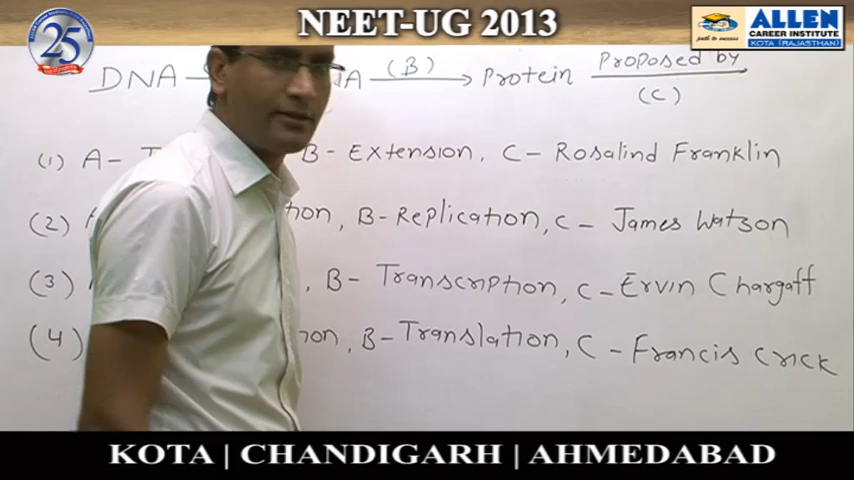 NEET-UG 2013
25
path to success
ALLEN
CAREER INSTITUTE
KOTA (RAJASTHAN)
DNA A (B) Protein Proposed by
(C)
(1) A- B- Extension, C- Rosalind Franklin
(2) tion, B- Replication, C- James Watson
(3) , B- Transcription, C- Ervin Chargaff
(4) ion, B- Translation, C- Francis Crick
KOTA | CHANDIGARH | AHMEDABAD